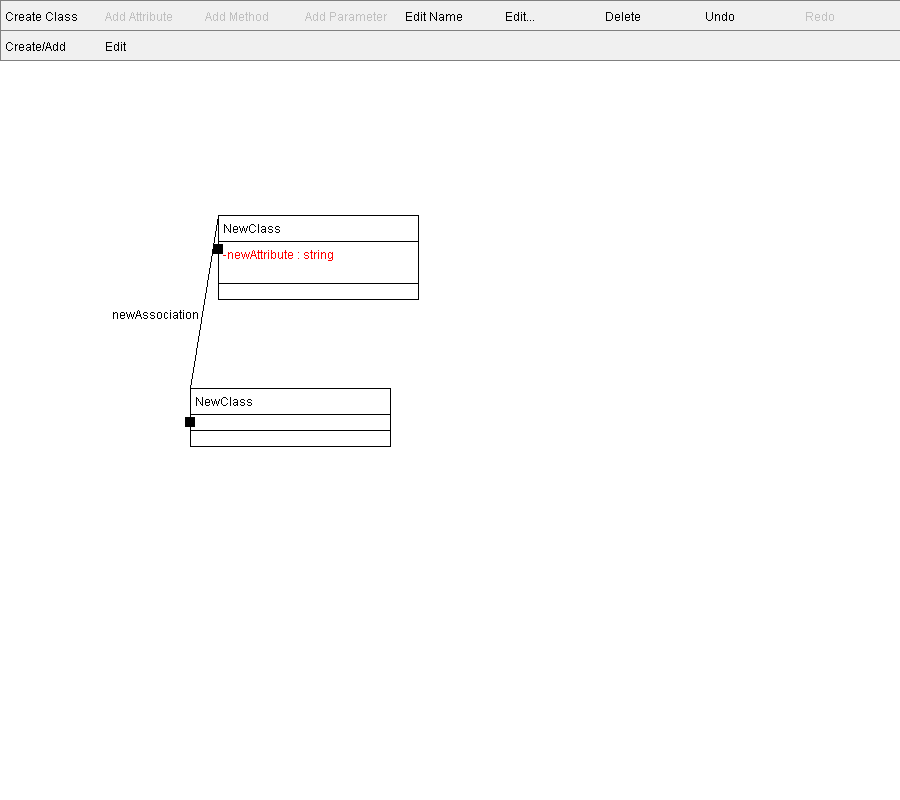 Create Class Add Attribute Add Method Add Parameter Edit Name Edit... Delete Undo Redo
Create/Add Edit
NewClass
-newAttribute : string
newAssociation
NewClass